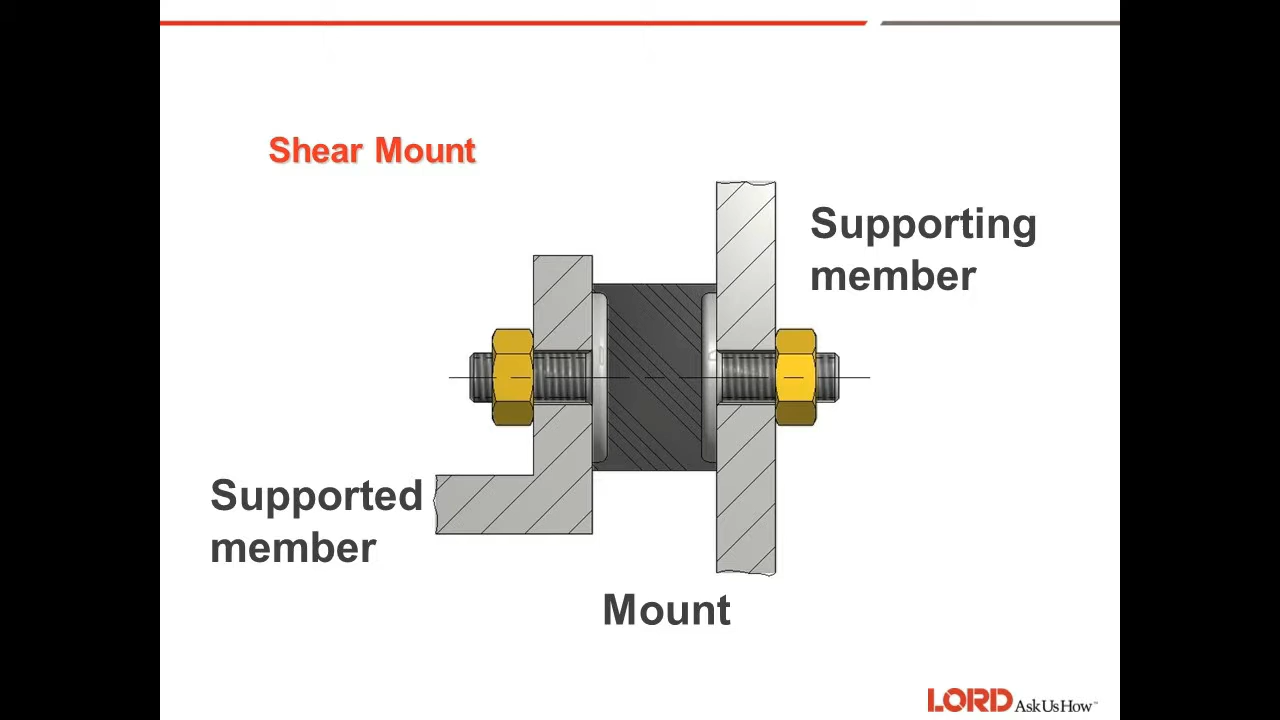 Shear Mount
Supporting
member
Supported
member
Mount
LORD AskUsHow™